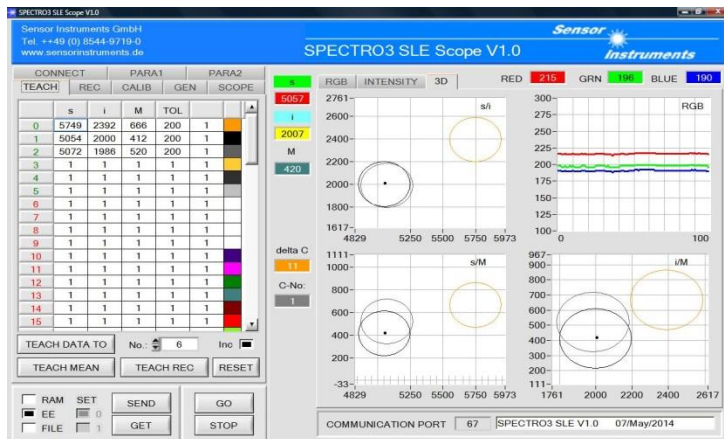 SPECTRO3 SLE Scope V1.0
Sensor Instruments GmbH
Tel. ++49 (0) 8544-9719-0
www.sensorinstruments.de
SPECTRO3 SLE Scope V1.0
Sensor
Instruments
CONNECT PARA1 PARA2
TEACH REC CALIB GEN SCOPE
s i M TOL
0 5749 2392 666 200 1
1 5054 2000 412 200 1
2 5072 1986 520 200 1
3 1 1 1 1 1
4 1 1 1 1 1
5 1 1 1 1 1
6 1 1 1 1 1
7 1 1 1 1 1
8 1 1 1 1 1
9 1 1 1 1 1
10 1 1 1 1 1
11 1 1 1 1 1
12 1 1 1 1 1
13 1 1 1 1 1
14 1 1 1 1 1
15 1 1 1 1 1
TEACH DATA TO No.: 6 Inc
TEACH MEAN TEACH REC RESET
RAM SET SEND GO
EE 0
FILE 1 GET STOP
s
5057
i
2007
M
420
delta C
11
C-No:
1
RGB INTENSITY 3D RED 215 GRN 196 BLUE 190
s/i
2761-
2600-
2400-
2200-
2000-
1800-
1617-
4829 5250 5500 5750 5973
RGB
300-
275-
250-
225-
200-
175-
150-
125-
100-
0 100
s/M
1111-
1000-
800-
600-
400-
200-
-33-
4829 5250 5500 5750 5973
i/M
967-
900-
800-
700-
600-
500-
400-
300-
200-
111-
1761 2000 2200 2400 2617
COMMUNICATION PORT 67 SPECTRO3 SLE V1.0 07/May/2014